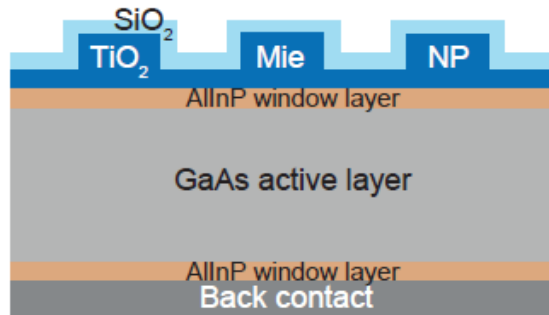 SiO₂
TiO₂ Mie NP
AlInP window layer
GaAs active layer
AlInP window layer
Back contact